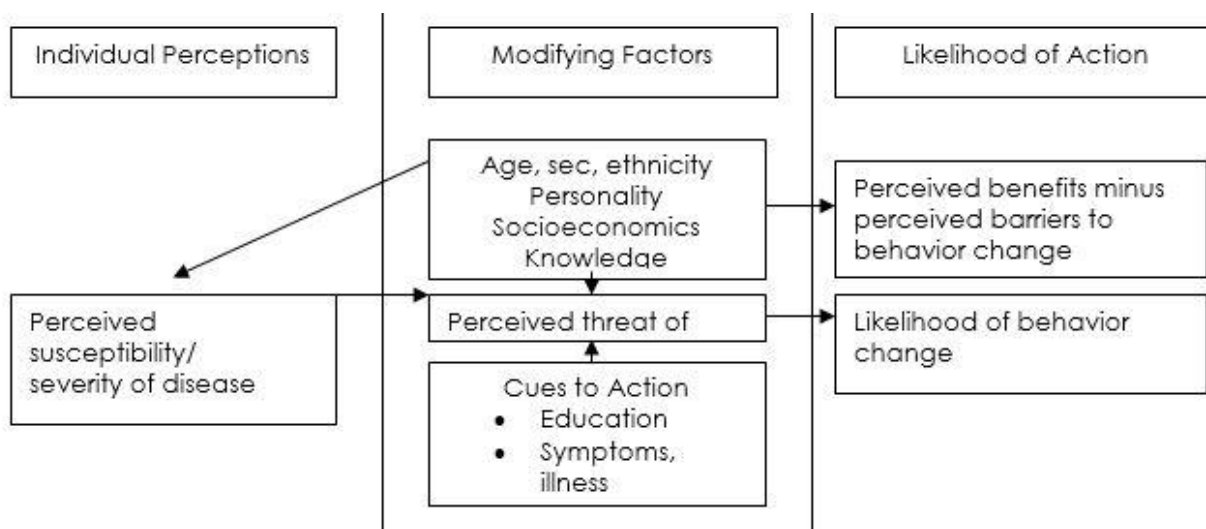 Individual Perceptions
Modifying Factors
Likelihood of Action
Age, sec, ethnicity
Personality
Socioeconomics
Knowledge
Perceived benefits minus
perceived barriers to
behavior change
Perceived
susceptibility/
severity of disease
Perceived threat of
Likelihood of behavior
change
Cues to Action
• Education
• Symptoms,
illness